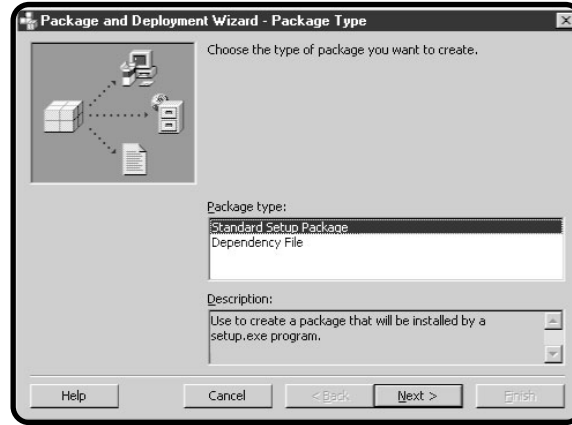 Package and Deployment Wizard - Package Type
Choose the type of package you want to create.
Package type:
Standard Setup Package
Dependency File
Description:
Use to create a package that will be installed by a
setup.exe program.
Help
Cancel
< Back
Next >
Finish